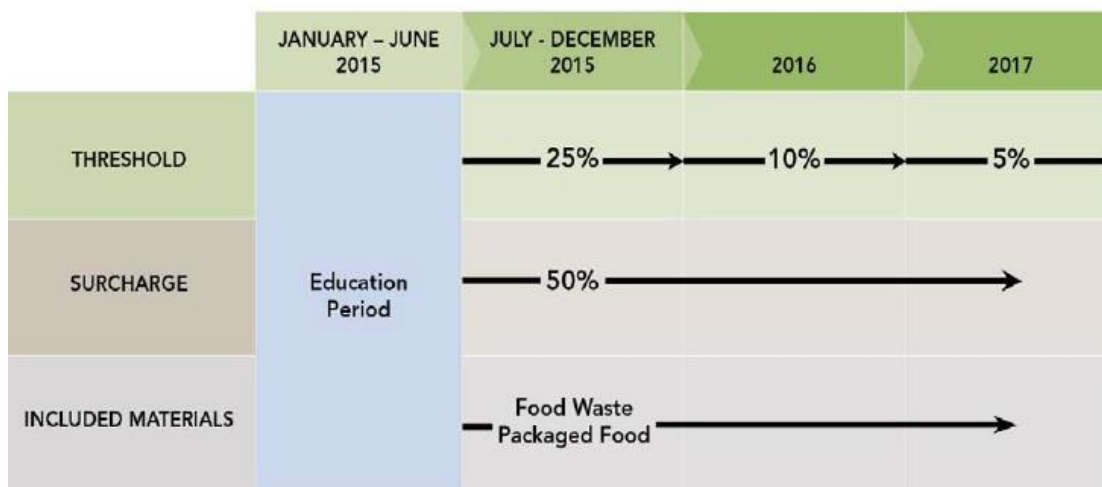 JANUARY – JUNE
2015
JULY - DECEMBER
2015
2016
2017
THRESHOLD
25%
10%
5%
SURCHARGE
Education
Period
50%
INCLUDED MATERIALS
Food Waste
Packaged Food